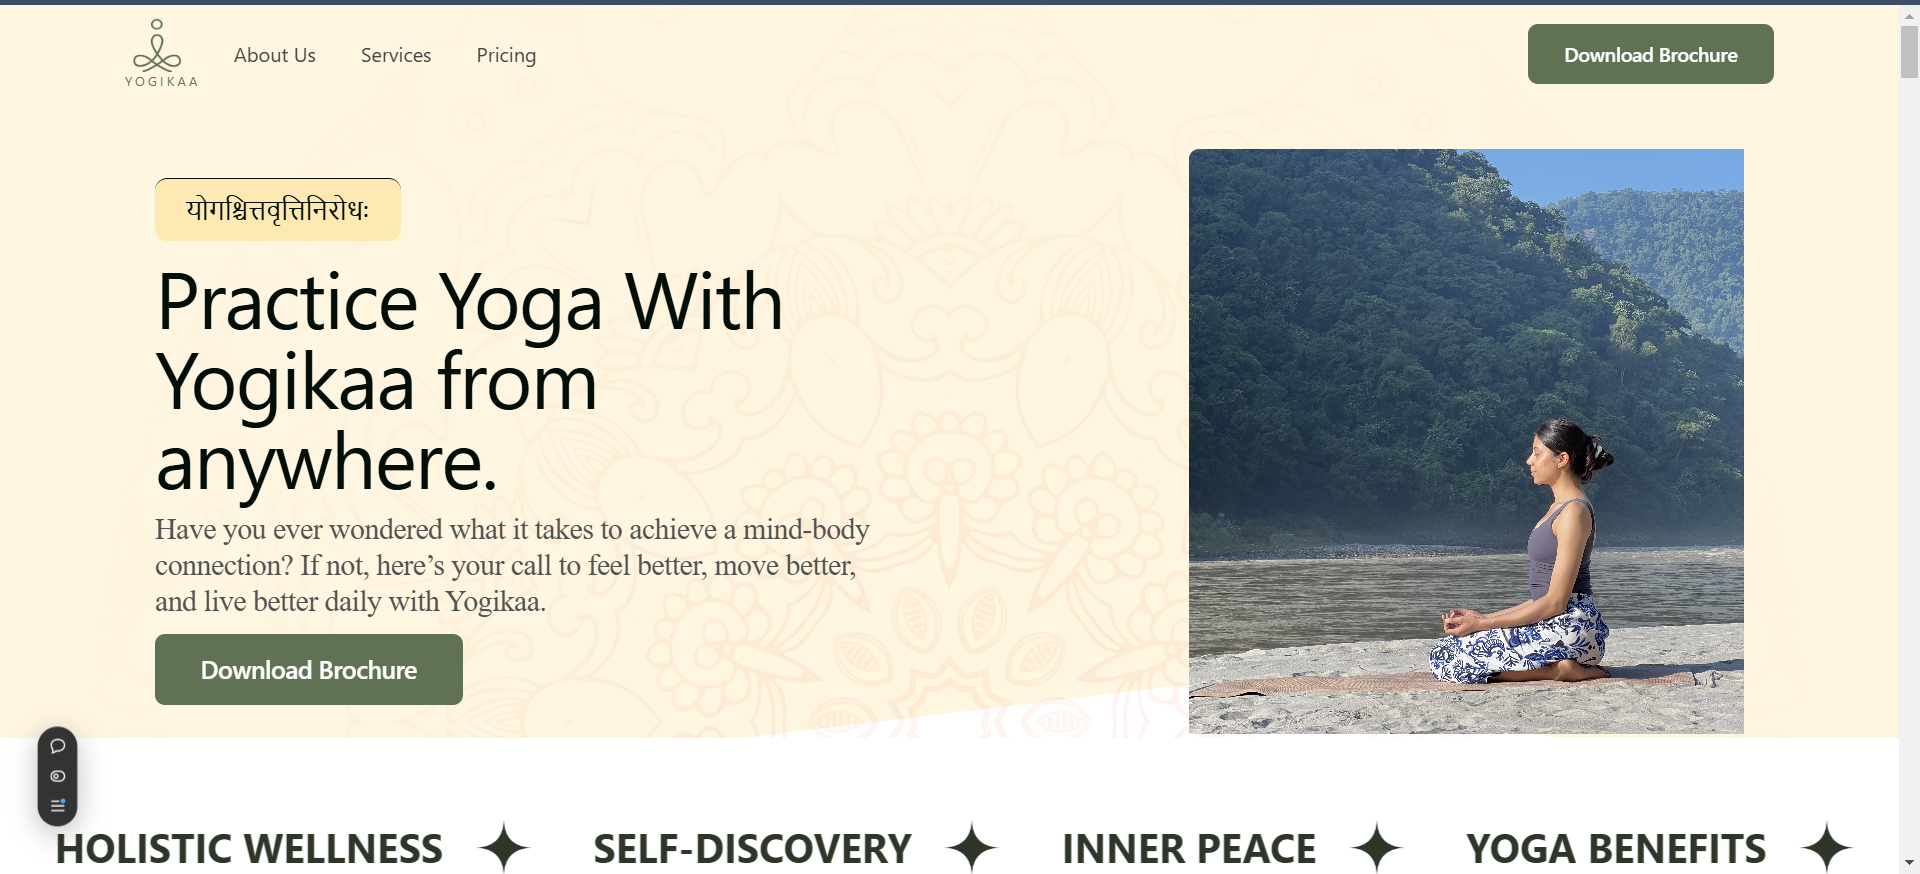 YOGIKAA
About Us
Services
Pricing
Download Brochure
योगश्चित्तवृत्तिनिरोधः
Practice Yoga With
Yogikaa from
anywhere.
Have you ever wondered what it takes to achieve a mind-body
connection? If not, here’s your call to feel better, move better,
and live better daily with Yogikaa.
Download Brochure
HOLISTIC WELLNESS
SELF-DISCOVERY
INNER PEACE
YOGA BENEFITS